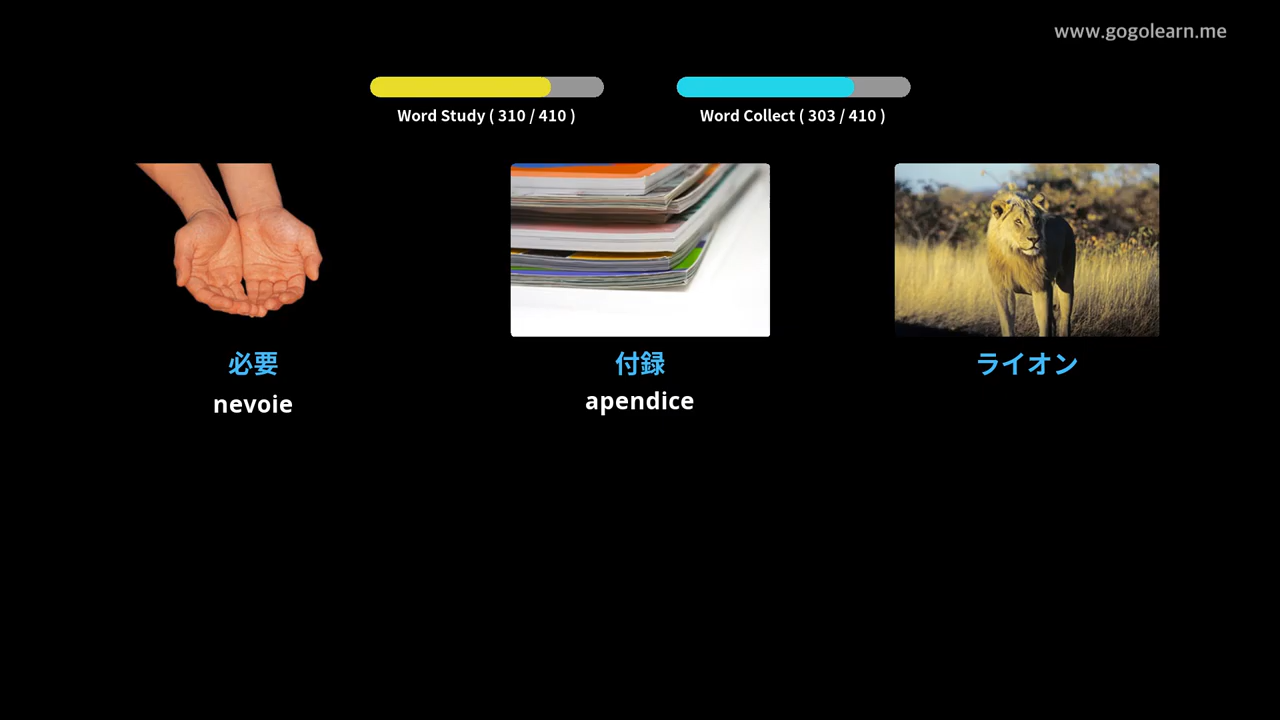 www.gogolearn.me
Word Study ( 310 / 410 )
Word Collect ( 303 / 410 )
必要
nevoie
付録
apendice
ライオン